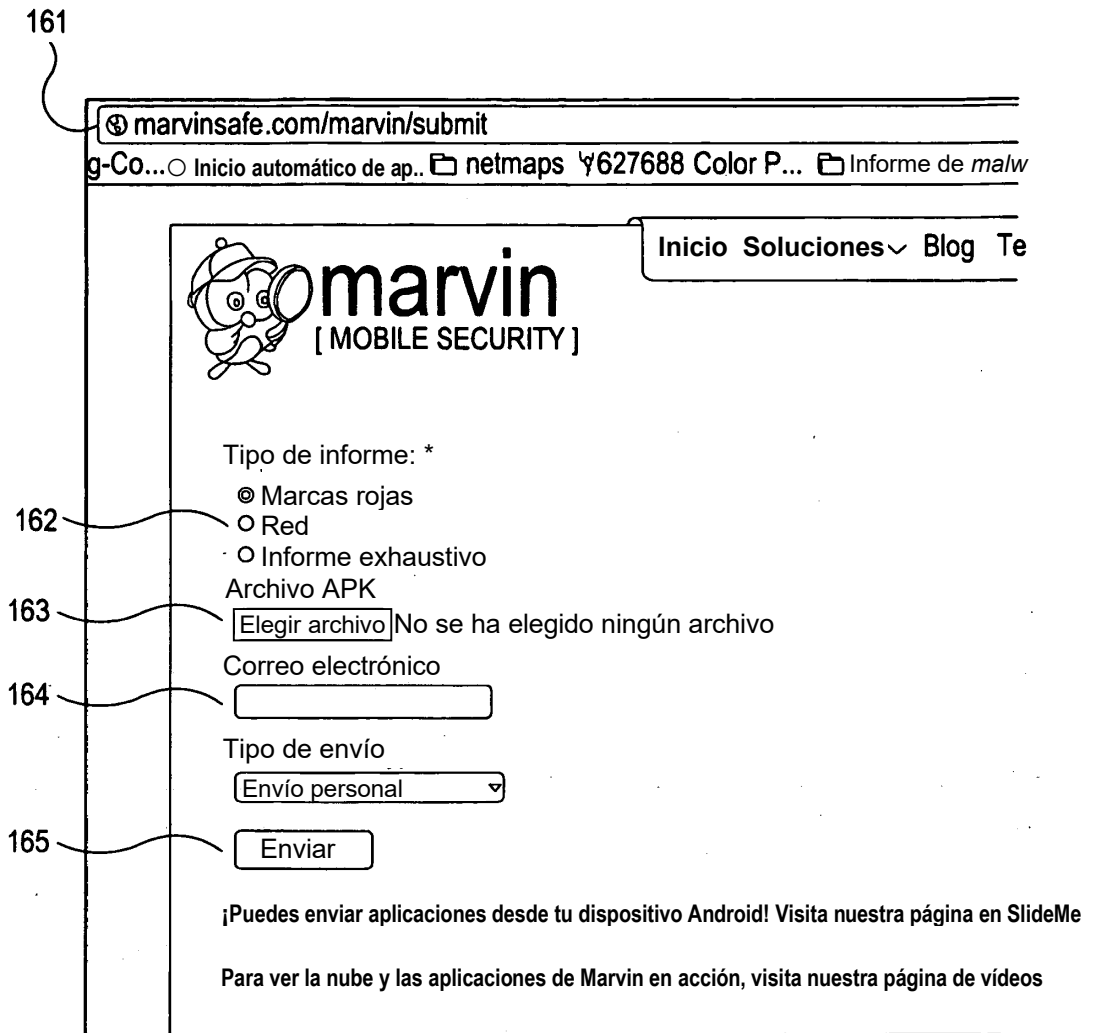 161
marvinsafe.com/marvin/submit
g-Co... Inicio automático de ap.. netmaps 627688 Color P... Informe de malw
Inicio Soluciones Blog Te
marvin
[ MOBILE SECURITY ]
Tipo de informe: *
Marcas rojas
162
Red
Informe exhaustivo
Archivo APK
163
Elegir archivo No se ha elegido ningún archivo
Correo electrónico
164
Tipo de envío
Envío personal
165
Enviar
¡Puedes enviar aplicaciones desde tu dispositivo Android! Visita nuestra página en SlideMe
Para ver la nube y las aplicaciones de Marvin en acción, visita nuestra página de vídeos